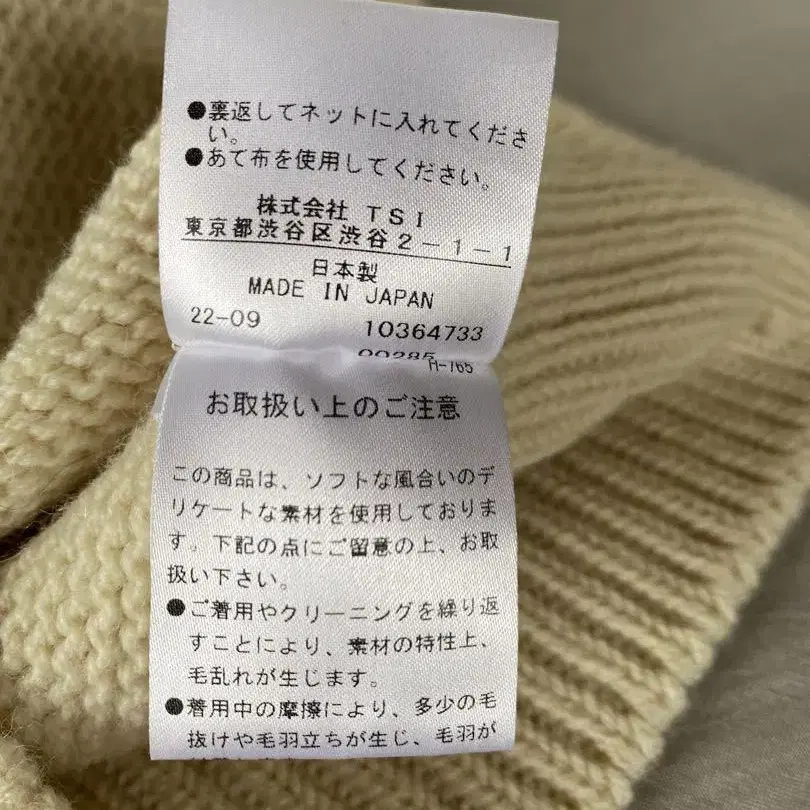 ●裏返してネットに入れてくださ
い。
●あて布を使用してください。
株式会社 TSI
東京都渋谷区渋谷2-1-1
日本製
MADE IN JAPAN
22-09 10364733
00285
M-765
お取扱い上のご注意
この商品は、ソフトな風合いのデ
リケートな素材を使用しておりま
す。下記の点にご留意の上、お取
扱い下さい。
●ご着用やクリーニングを繰り返
すことにより、素材の特性上、
毛乱れが生じます。
●着用中の摩擦により、多少の毛
抜けや毛羽立ちが生じ、毛羽が